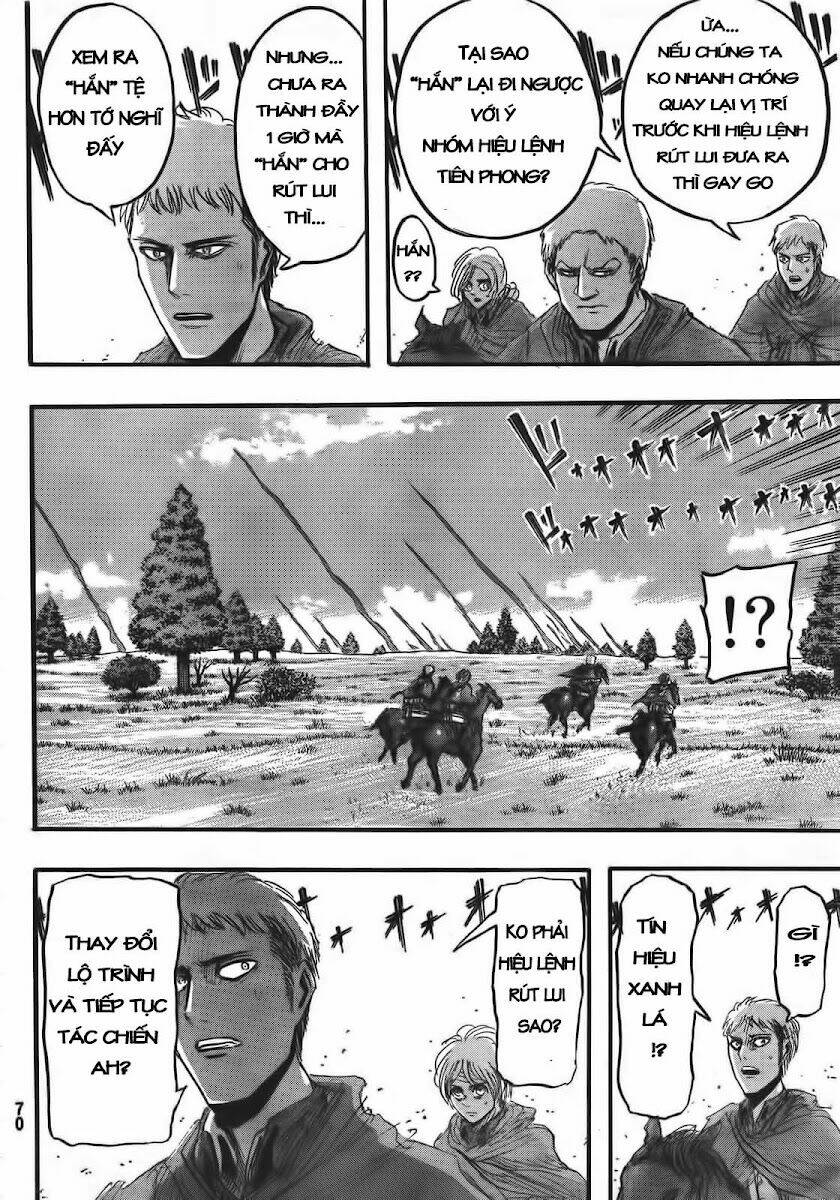 ỪA...
NẾU CHÚNG TA
KO NHANH CHÓNG
QUAY LẠI VỊ TRÍ
TRƯỚC KHI HIỆU LỆNH
RÚT LUI ĐƯA RA
THÌ GAY GO
TẠI SAO
“HẮN” LẠI ĐI NGƯỢC
VỚI Ý
NHÓM HIỆU LỆNH
TIÊN PHONG?
HẮN
??
NHƯNG...
CHƯA RA
THÀNH ĐẦY
1 GIỜ MÀ
“HẮN” CHO
RÚT LUI
THÌ...
XEM RA
“HẮN” TỆ
HƠN TỚ NGHĨ
ĐẤY
!?
GÌ
!?
TÍN
HIỆU
XANH
LÁ
!?
KO PHẢI
HIỆU LỆNH
RÚT LUI
SAO?
THAY ĐỔI
LỘ TRÌNH
VÀ TIẾP TỤC
TÁC CHIẾN
AH?
70